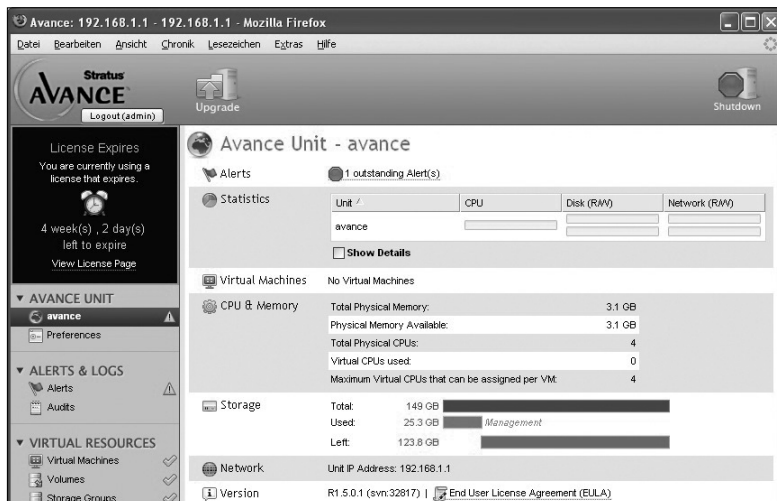 Avance: 192.168.1.1 - 192.168.1.1 - Mozilla Firefox
Datei Bearbeiten Ansicht Chronik Lesezeichen Extras Hilfe
Stratus
AVANCE
Logout (admin)
Upgrade
Shutdown
License Expires
You are currently using a
license that expires.
4 week(s) , 2 day(s)
left to expire
View License Page
AVANCE UNIT
avance
Preferences
ALERTS & LOGS
Alerts
Audits
VIRTUAL RESOURCES
Virtual Machines
Volumes
Storage Groups
Avance Unit - avance
Alerts 1 outstanding Alert(s)
Statistics
Unit / CPU Disk (R/W) Network (R/W)
avance
Show Details
Virtual Machines No Virtual Machines
CPU & Memory
Total Physical Memory: 3.1 GB
Physical Memory Available: 3.1 GB
Total Physical CPUs: 4
Virtual CPUs used: 0
Maximum Virtual CPUs that can be assigned per VM: 4
Storage
Total: 149 GB
Used: 25.3 GB Management
Left: 123.8 GB
Network Unit IP Address: 192.168.1.1
Version R1.5.0.1 (svn:32817) | End User License Agreement (EULA)